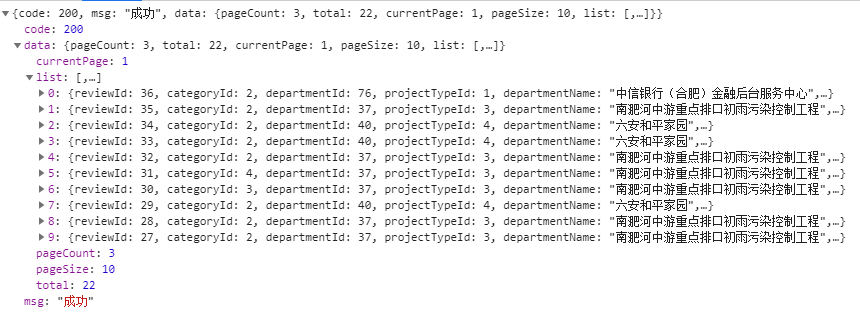 {code: 200, msg: "成功", data: {pageCount: 3, total: 22, currentPage: 1, pageSize: 10, list: [,…]}}
code: 200
data: {pageCount: 3, total: 22, currentPage: 1, pageSize: 10, list: [,…]}
currentPage: 1
list: [,…]
0: {reviewId: 36, categoryId: 2, departmentId: 76, projectTypeId: 1, departmentName: "中信银行（合肥）金融后台服务中心",…}
1: {reviewId: 35, categoryId: 2, departmentId: 37, projectTypeId: 3, departmentName: "南淝河中游重点排口初雨污染控制工程",…}
2: {reviewId: 34, categoryId: 2, departmentId: 40, projectTypeId: 4, departmentName: "六安和平家园",…}
3: {reviewId: 33, categoryId: 2, departmentId: 40, projectTypeId: 4, departmentName: "六安和平家园",…}
4: {reviewId: 32, categoryId: 2, departmentId: 37, projectTypeId: 3, departmentName: "南淝河中游重点排口初雨污染控制工程",…}
5: {reviewId: 31, categoryId: 4, departmentId: 37, projectTypeId: 3, departmentName: "南淝河中游重点排口初雨污染控制工程",…}
6: {reviewId: 30, categoryId: 3, departmentId: 37, projectTypeId: 3, departmentName: "南淝河中游重点排口初雨污染控制工程",…}
7: {reviewId: 29, categoryId: 2, departmentId: 40, projectTypeId: 4, departmentName: "六安和平家园",…}
8: {reviewId: 28, categoryId: 2, departmentId: 37, projectTypeId: 3, departmentName: "南淝河中游重点排口初雨污染控制工程",…}
9: {reviewId: 27, categoryId: 2, departmentId: 37, projectTypeId: 3, departmentName: "南淝河中游重点排口初雨污染控制工程",…}
pageCount: 3
pageSize: 10
total: 22
msg: "成功"